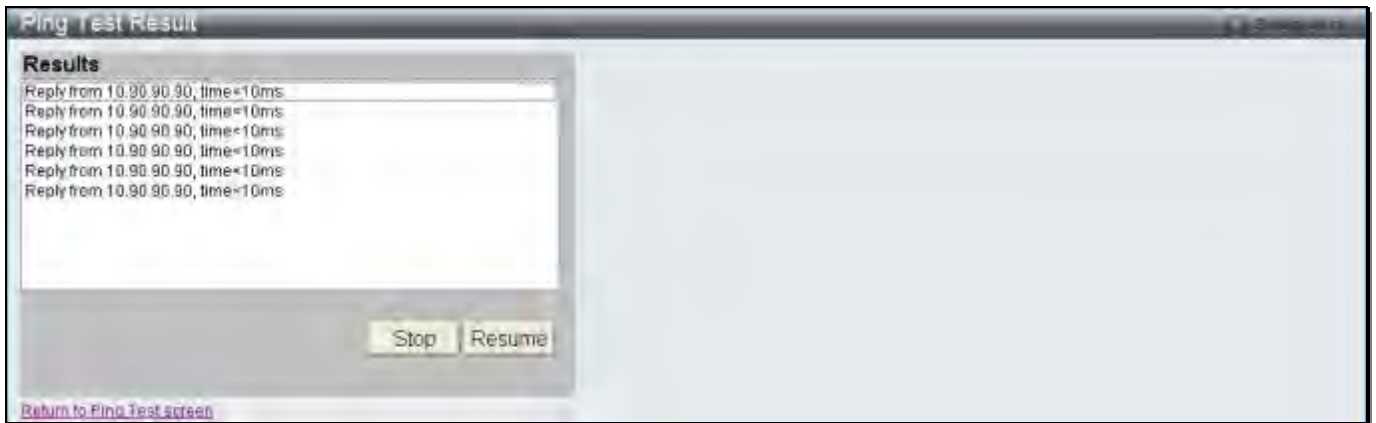 Ping Test Result
Results
Reply from 10.90.90.90, time<10ms
Reply from 10.90.90.90, time<10ms
Reply from 10.90.90.90, time<10ms
Reply from 10.90.90.90, time<10ms
Reply from 10.90.90.90, time<10ms
Reply from 10.90.90.90, time<10ms
Stop
Resume
Return to Ping Test screen